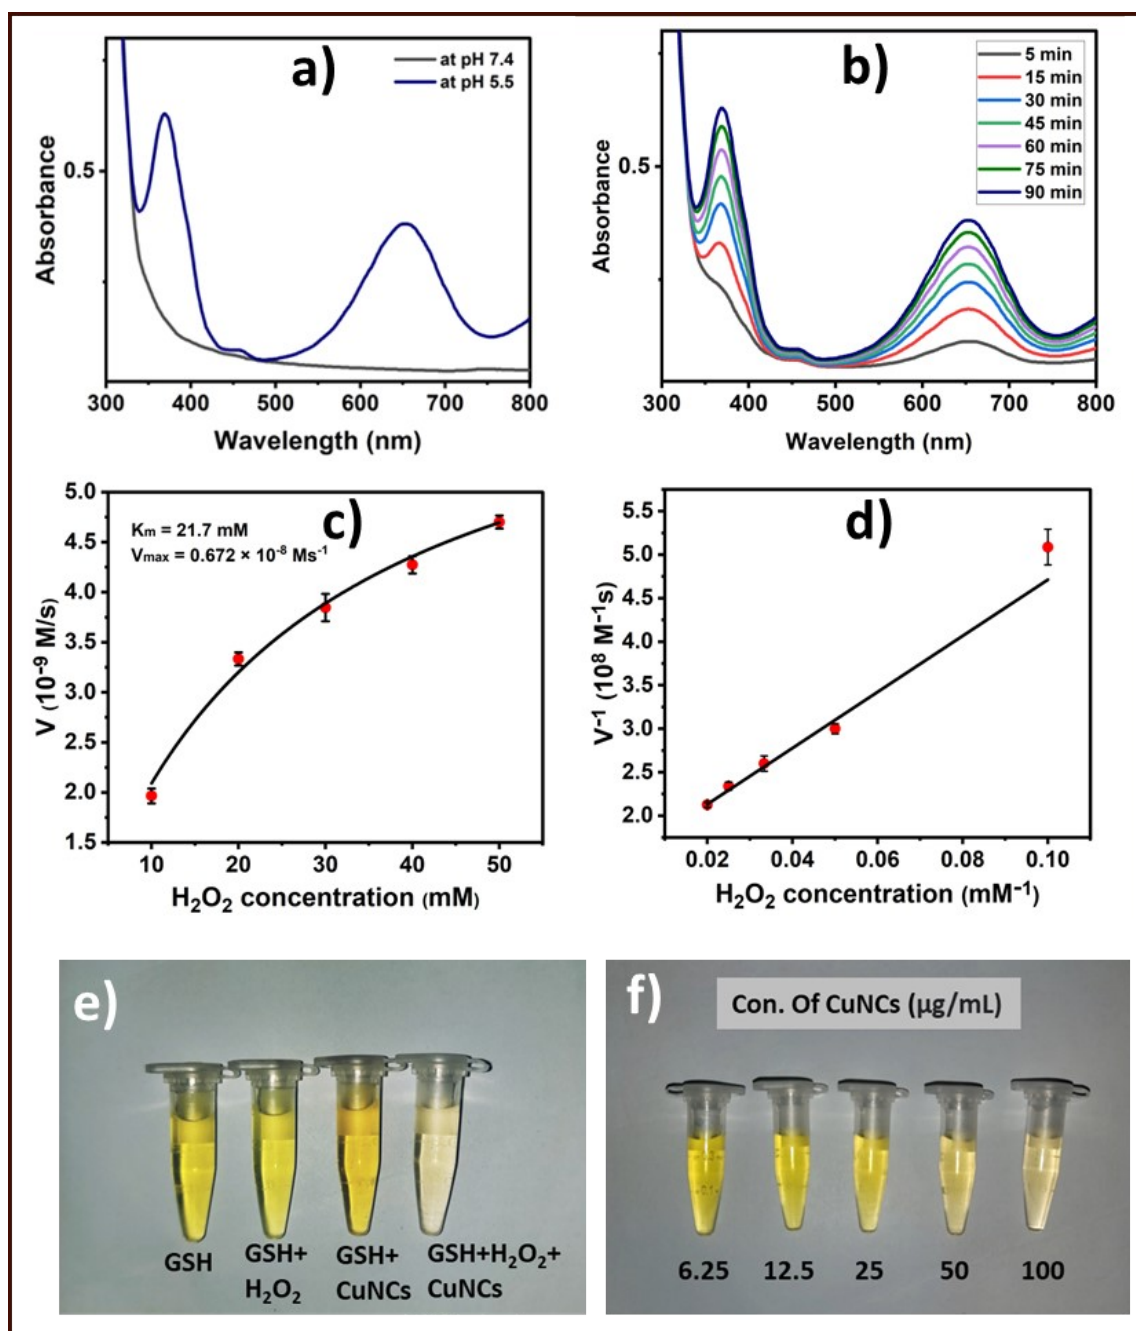 a)
at pH 7.4
at pH 5.5
0.5
Absorbance
300 400 500 600 700 800
Wavelength (nm)
b)
5 min
15 min
30 min
45 min
60 min
75 min
90 min
0.5
Absorbance
300 400 500 600 700 800
Wavelength (nm)
c)
Kₘ = 21.7 mM
Vₘₐₓ = 0.672 × 10⁻⁸ Ms⁻¹
5.0
4.5
4.0
3.5
3.0
2.5
2.0
1.5
V (10⁻⁹ M/s)
10 20 30 40 50
H₂O₂ concentration (mM)
d)
5.5
5.0
4.5
4.0
3.5
3.0
2.5
2.0
V⁻¹ (10⁸ M⁻¹s)
0.02 0.04 0.06 0.08 0.10
H₂O₂ concentration (mM⁻¹)
e)
GSH
GSH+
H₂O₂
GSH+
CuNCs
GSH+H₂O₂+
CuNCs
f)
Con. Of CuNCs (µg/mL)
6.25 12.5 25 50 100